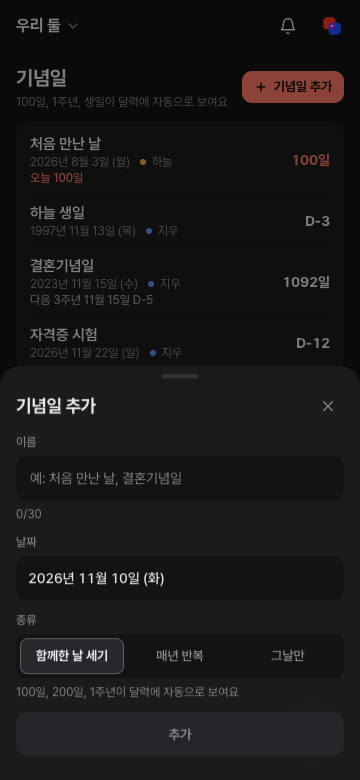 우리 둘
기념일
100일, 1주년, 생일이 달력에 자동으로 보여요
+ 기념일 추가
처음 만난 날
2026년 8월 3일 (월) 하늘
오늘 100일
100일
하늘 생일
1997년 11월 13일 (목) 지우
D-3
결혼기념일
2023년 11월 15일 (수) 지우
다음 3주년 11월 15일 D-5
1092일
자격증 시험
2026년 11월 22일 (일) 지우
D-12
기념일 추가
이름
예: 처음 만난 날, 결혼기념일
0/30
날짜
2026년 11월 10일 (화)
종류
함께한 날 세기
매년 반복
그날만
100일, 200일, 1주년이 달력에 자동으로 보여요
추가